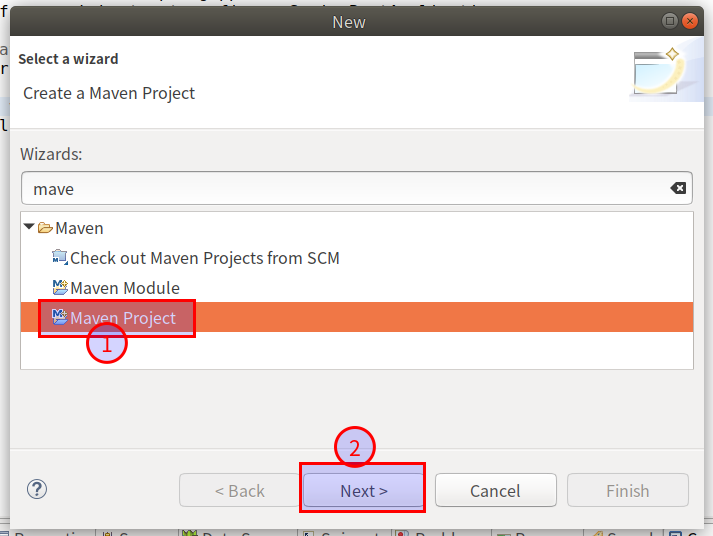 New
Select a wizard
Create a Maven Project
Wizards:
mave
Maven
Check out Maven Projects from SCM
Maven Module
Maven Project
1
2
< Back Next > Cancel Finish